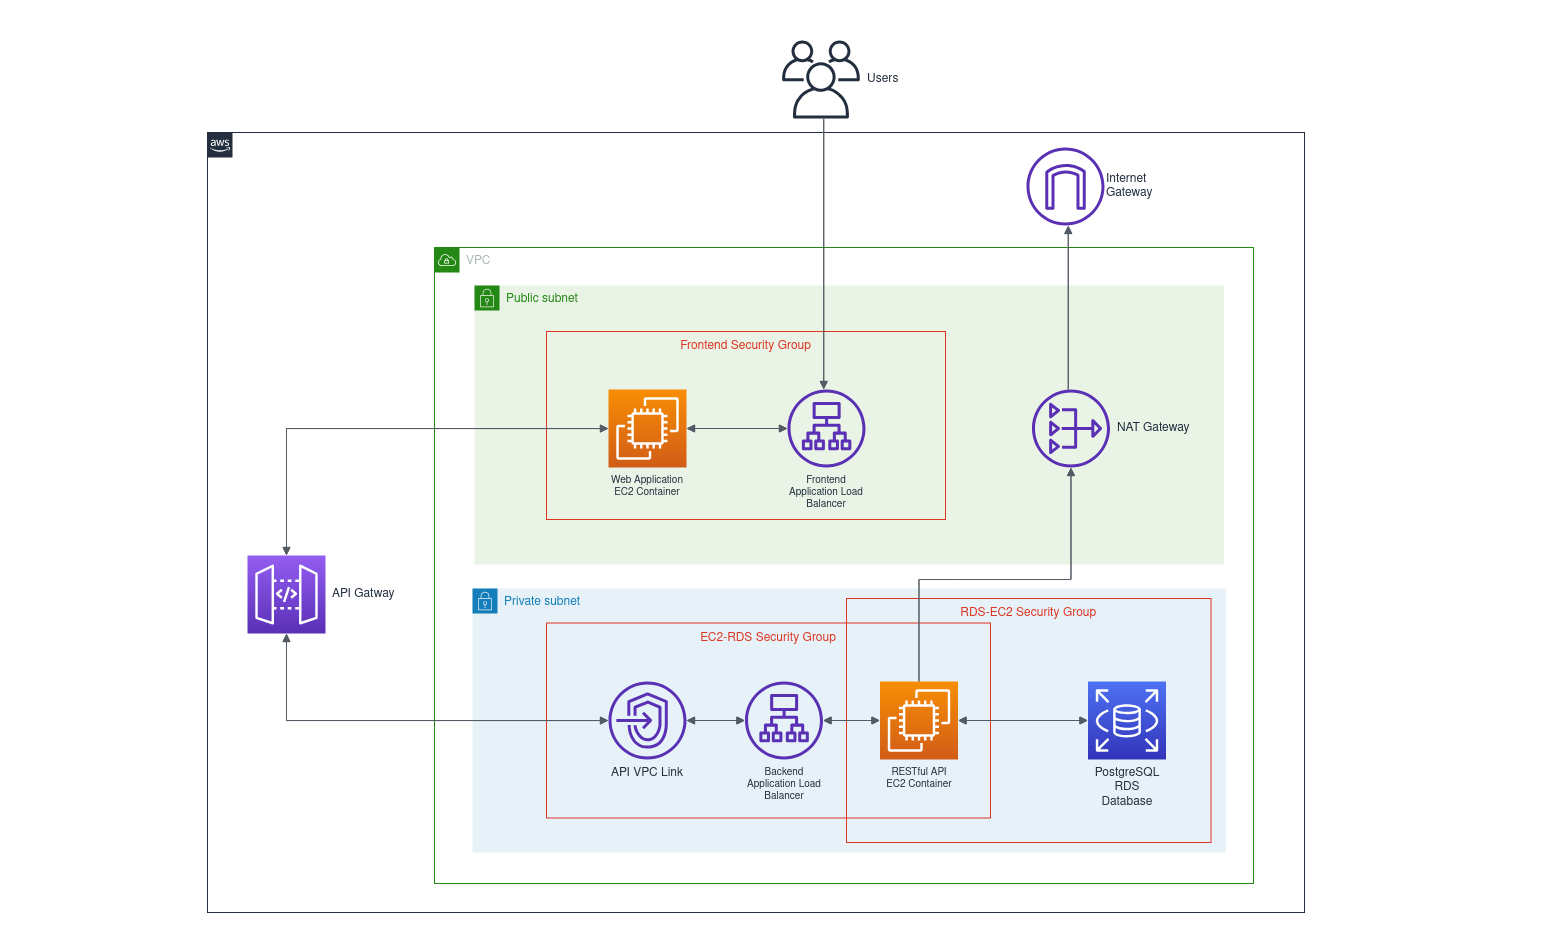 Users
aws
Internet
Gateway
VPC
Public subnet
Frontend Security Group
NAT Gateway
Web Application
EC2 Container
Frontend
Application Load
Balancer
</>
API Gatway
Private subnet
RDS-EC2 Security Group
EC2-RDS Security Group
API VPC Link
Backend
Application Load
Balancer
RESTful API
EC2 Container
PostgreSQL
RDS
Database